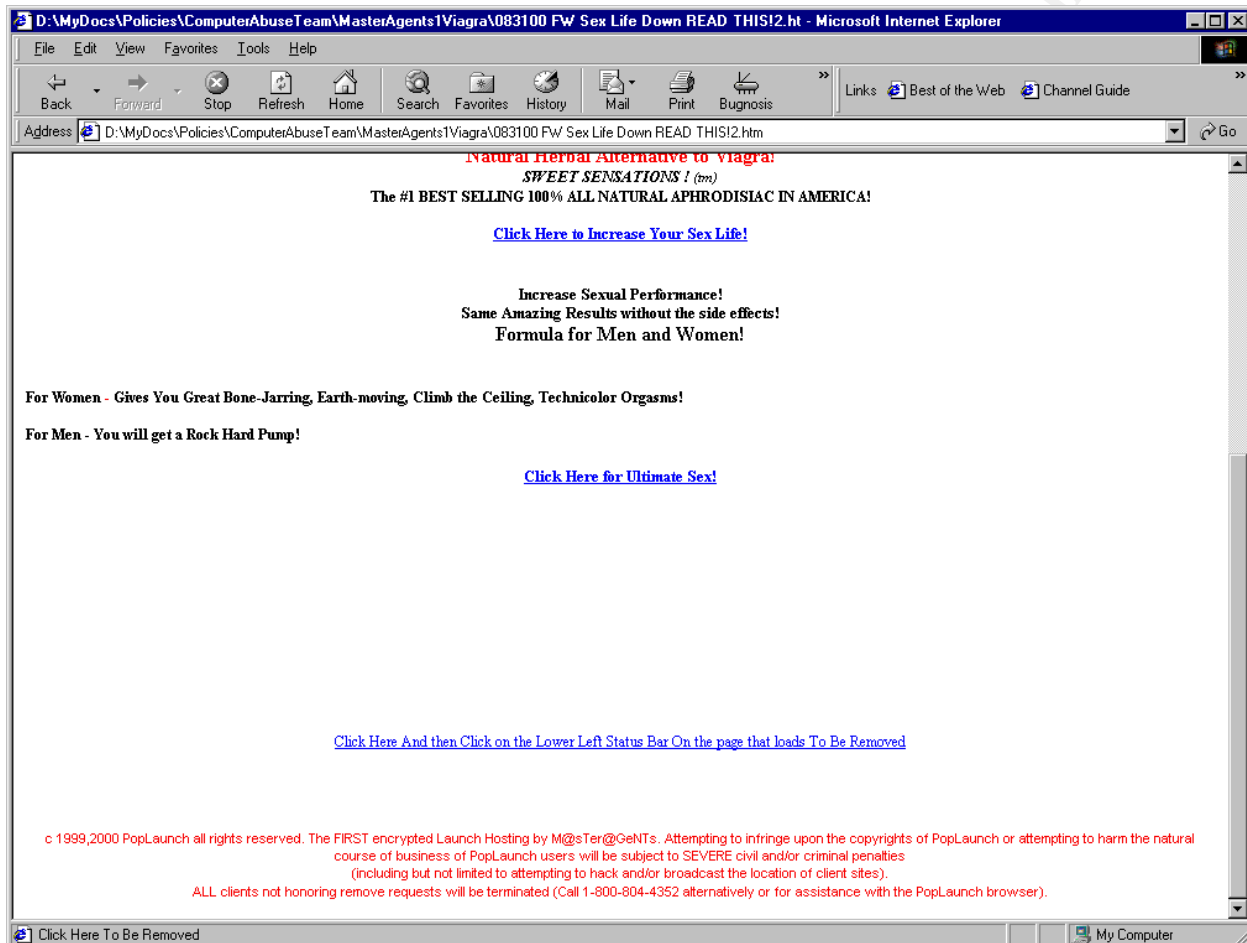 D:\MyDocs\Policies\ComputerAbuseTeam\MasterAgents1Viagra\083100 FW Sex Life Down READ THIS!2.ht - Microsoft Internet Explorer
File Edit View Favorites Tools Help
Back Forward Stop Refresh Home Search Favorites History Mail Print Bugnosis » Links Best of the Web Channel Guide »
Address D:\MyDocs\Policies\ComputerAbuseTeam\MasterAgents1Viagra\083100 FW Sex Life Down READ THIS!2.htm Go
Natural Herbal Alternative to Viagra!
SWEET SENSATIONS ! (tm)
The #1 BEST SELLING 100% ALL NATURAL APHRODISIAC IN AMERICA!
Click Here to Increase Your Sex Life!
Increase Sexual Performance!
Same Amazing Results without the side effects!
Formula for Men and Women!
For Women - Gives You Great Bone-Jarring, Earth-moving, Climb the Ceiling, Technicolor Orgasms!
For Men - You will get a Rock Hard Pump!
Click Here for Ultimate Sex!
Click Here And then Click on the Lower Left Status Bar On the page that loads To Be Removed
c 1999,2000 PopLaunch all rights reserved. The FIRST encrypted Launch Hosting by M@sTer@GeNTs. Attempting to infringe upon the copyrights of PopLaunch or attempting to harm the natural
course of business of PopLaunch users will be subject to SEVERE civil and/or criminal penalties
(including but not limited to attempting to hack and/or broadcast the location of client sites).
ALL clients not honoring remove requests will be terminated (Call 1-800-804-4352 alternatively or for assistance with the PopLaunch browser).
Click Here To Be Removed My Computer